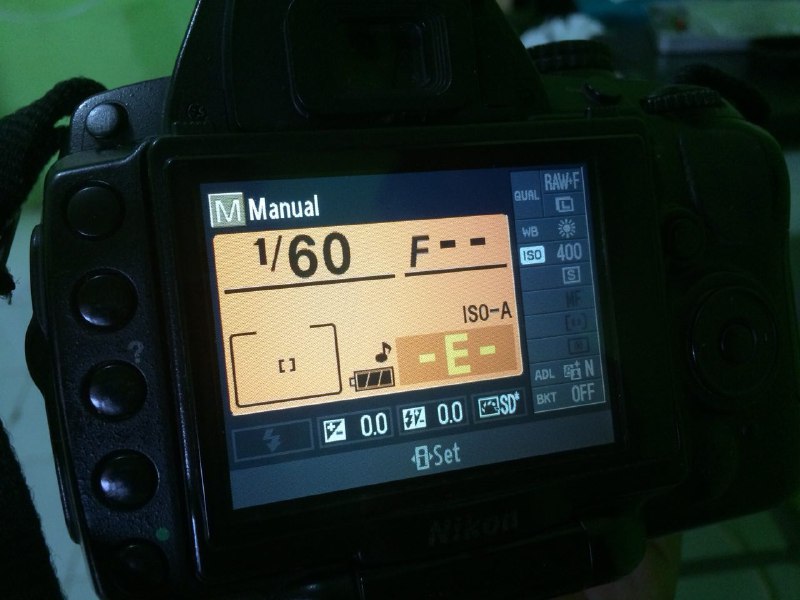 M Manual
1/60 F--
ISO-A
-E-
0.0 0.0 SD*
Set
QUAL RAW+F
L
WB
ISO 400
S
MF
ADL N
BKT OFF
?
Nikon